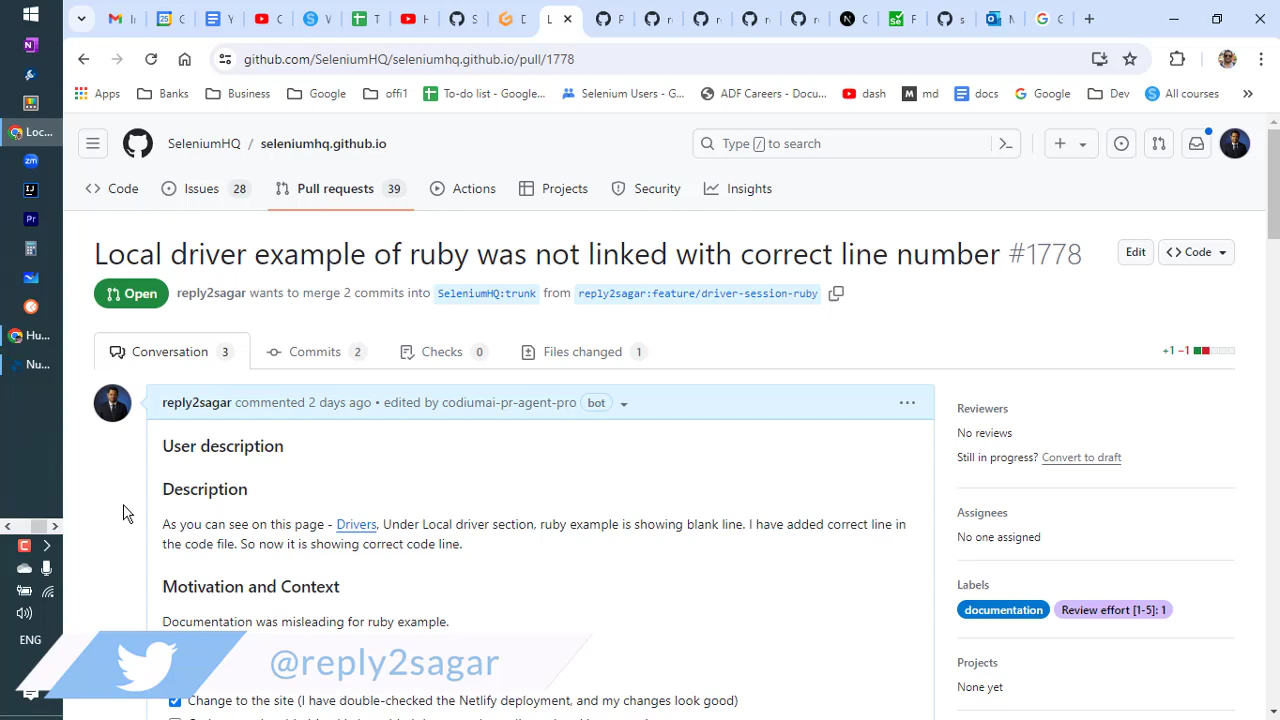 github.com/SeleniumHQ/seleniumhq.github.io/pull/1778
Apps Banks Business Google offi1 To-do list - Google... Selenium Users - G... ADF Careers - Docu... dash md docs Google Dev All courses »
SeleniumHQ / seleniumhq.github.io Type / to search
Code Issues 28 Pull requests 39 Actions Projects Security Insights
Local driver example of ruby was not linked with correct line number #1778 Edit <> Code
Open reply2sagar wants to merge 2 commits into SeleniumHQ:trunk from reply2sagar:feature/driver-session-ruby
Conversation 3 Commits 2 Checks 0 Files changed 1 +1 −1
reply2sagar commented 2 days ago • edited by codiumai-pr-agent-pro bot
User description
Description
As you can see on this page - Drivers, Under Local driver section, ruby example is showing blank line. I have added correct line in
the code file. So now it is showing correct code line.
Motivation and Context
Documentation was misleading for ruby example.
Change to the site (I have double-checked the Netlify deployment, and my changes look good)
Reviewers
No reviews
Still in progress? Convert to draft
Assignees
No one assigned
Labels
documentation Review effort [1-5]: 1
Projects
None yet
Loc...
zm
Pr
Hu...
Nu...
ENG
@reply2sagar